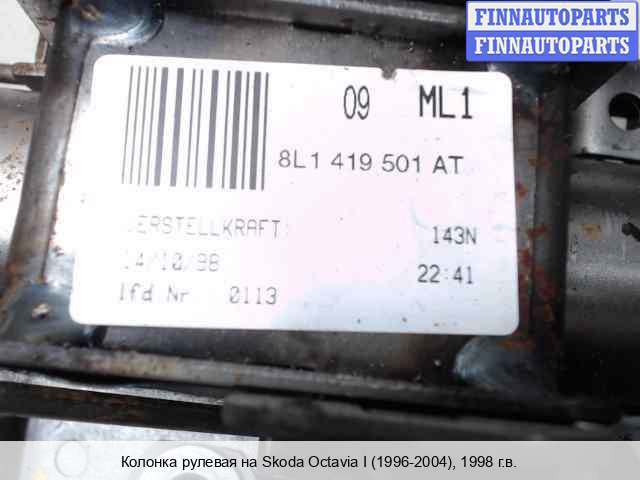 FINNAUTOPARTS
FINNAUTOPARTS
09 ML1
8L1 419 501 AT
VERSTELLKRAFT: 143N
14/10/98 22:41
lfd Nr 0113
Колонка рулевая на Skoda Octavia I (1996-2004), 1998 г.в.